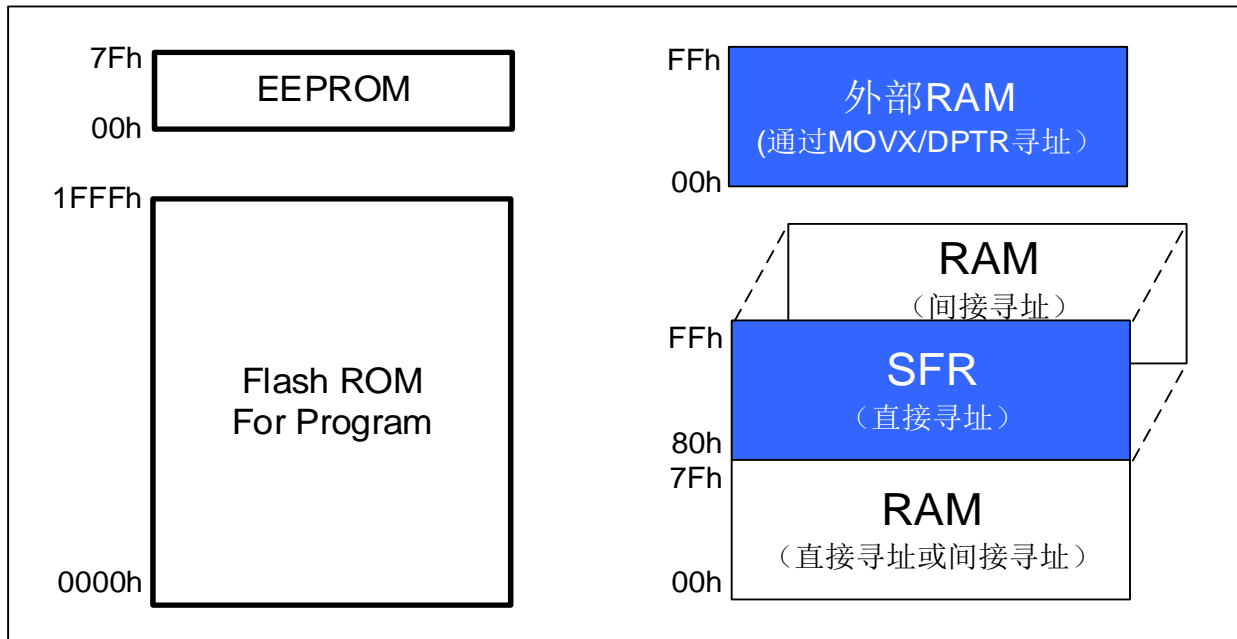 7Fh
EEPROM
00h
1FFFh
Flash ROM
For Program
0000h
FFh
外部RAM
(通过MOVX/DPTR寻址）
00h
RAM
（间接寻址）
FFh
SFR
（直接寻址）
80h
7Fh
RAM
（直接寻址或间接寻址）
00h